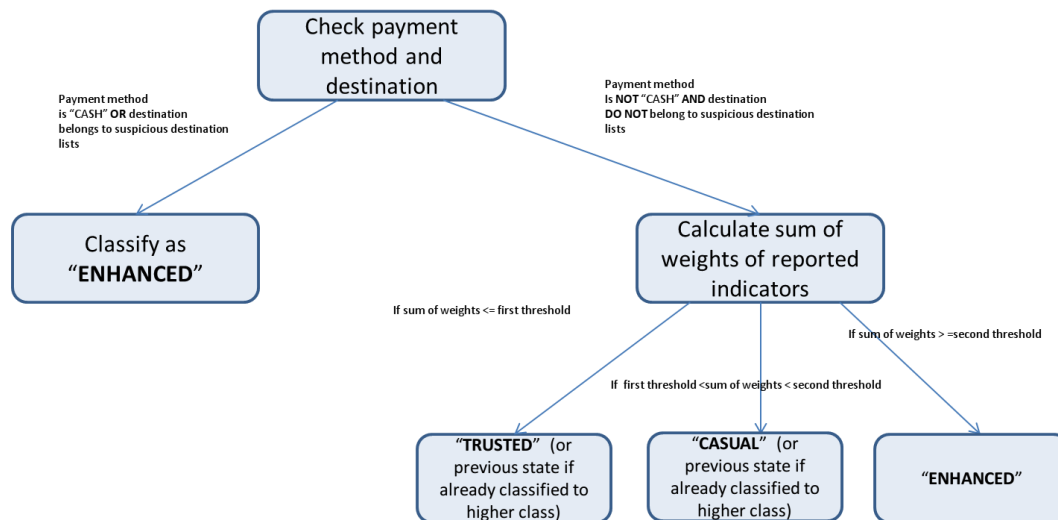 Check payment
method and
destination
Payment method
is “CASH” OR destination
belongs to suspicious destination
lists
Payment method
Is NOT “CASH” AND destination
DO NOT belong to suspicious destination
lists
Classify as
“ENHANCED”
Calculate sum of
weights of reported
indicators
If sum of weights <= first threshold
If sum of weights > =second threshold
If first threshold <sum of weights < second threshold
“TRUSTED” (or
previous state if
already classified to
higher class)
“CASUAL” (or
previous state if
already classified to
higher class)
“ENHANCED”